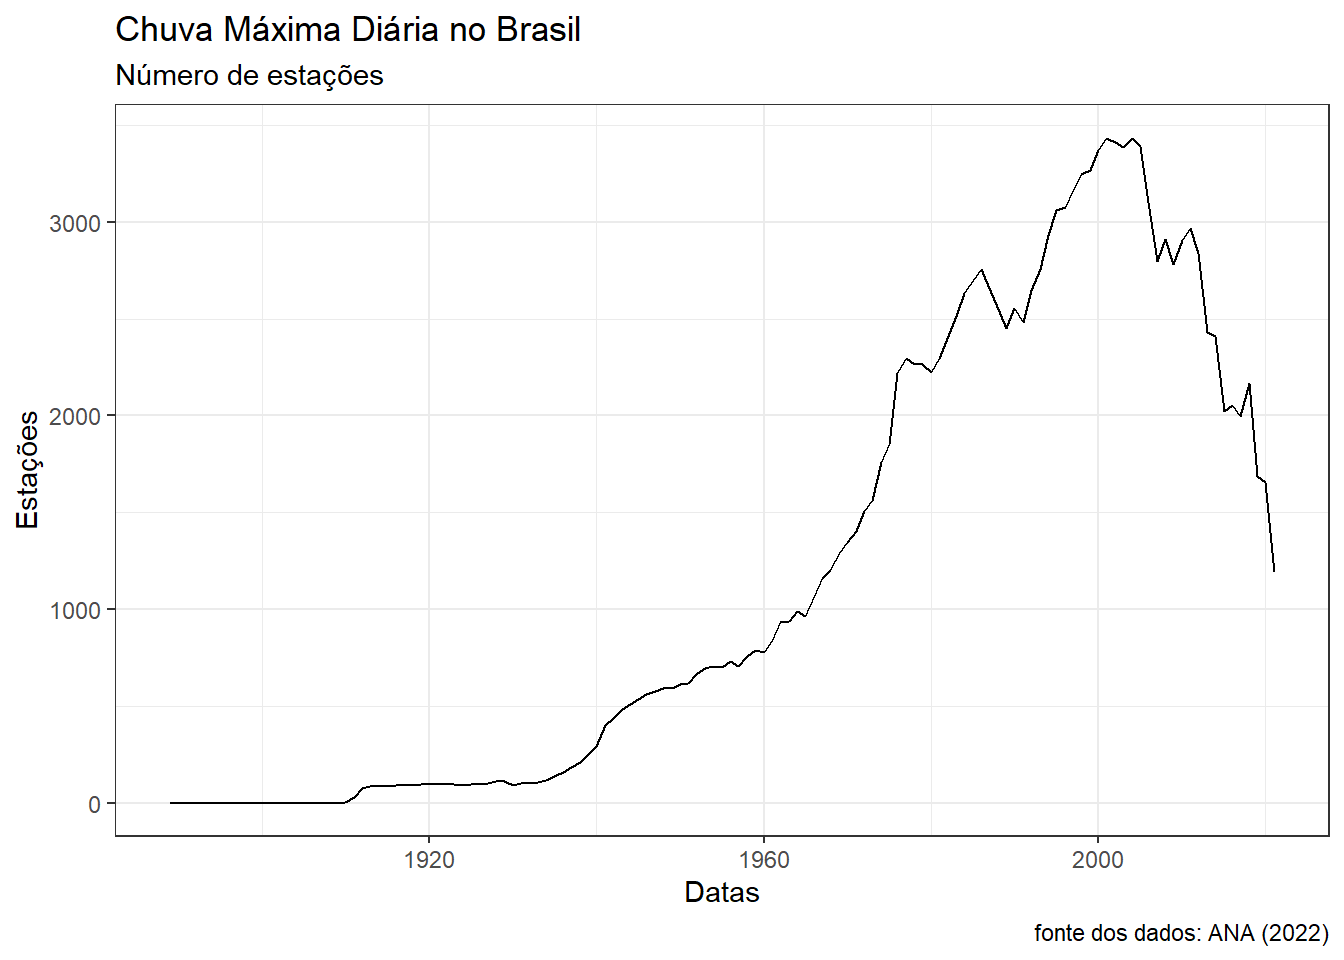 Chuva Máxima Diária no Brasil
Número de estações
3000
2000
1000
0
Estações
1920 1960 2000
Datas
fonte dos dados: ANA (2022)